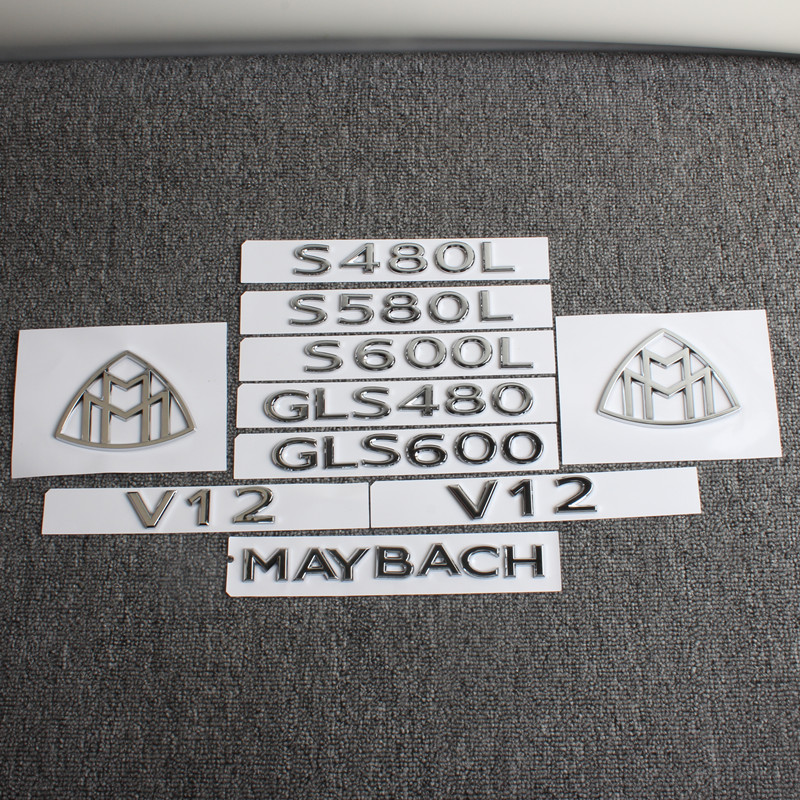 S480L
S580L
S600L
GLS480
GLS600
V12 V12
MAYBACH